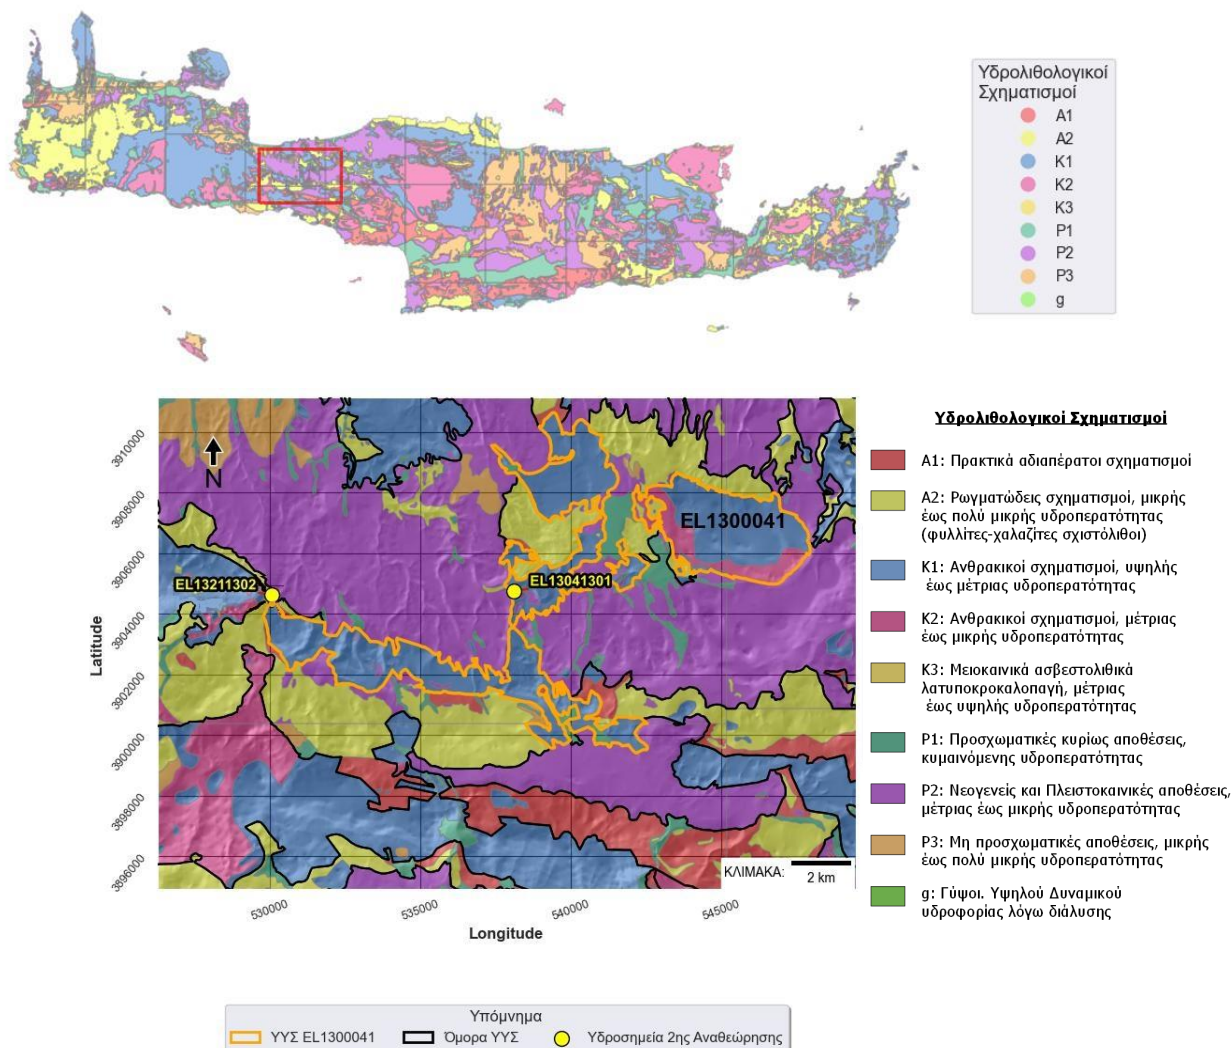 Υδρολιθολογικοί
Σχηματισμοί
A1
A2
K1
K2
K3
P1
P2
P3
g
Υδρολιθολογικοί Σχηματισμοί
A1: Πρακτικά αδιαπέρατοι σχηματισμοί
A2: Ρωγματώδεις σχηματισμοί, μικρής
έως πολύ μικρής υδροπερατότητας
(φυλλίτες-χαλαζίτες σχιστόλιθοι)
K1: Ανθρακικοί σχηματισμοί, υψηλής
έως μέτριας υδροπερατότητας
K2: Ανθρακικοί σχηματισμοί, μέτριας
έως μικρής υδροπερατότητας
K3: Μειοκαινικά ασβεστολιθικά
λατυποκροκαλοπαγή, μέτριας
έως υψηλής υδροπερατότητας
P1: Προσχωματικές κυρίως αποθέσεις,
κυμαινόμενης υδροπερατότητας
P2: Νεογενείς και Πλειστοκαινικές αποθέσεις,
μέτριας έως μικρής υδροπερατότητας
P3: Μη προσχωματικές αποθέσεις, μικρής
έως πολύ μικρής υδροπερατότητας
g: Γύψοι. Υψηλού Δυναμικού
υδροφορίας λόγω διάλυσης
N
EL1300041
EL13211302
EL13041301
ΚΛΙΜΑΚΑ:
2 km
Latitude
3910000
3908000
3906000
3904000
3902000
3900000
3898000
3896000
530000
535000
540000
545000
Longitude
Υπόμνημα
ΥΥΣ EL1300041
Όμορα ΥΥΣ
Υδροσημεία 2ης Αναθεώρησης